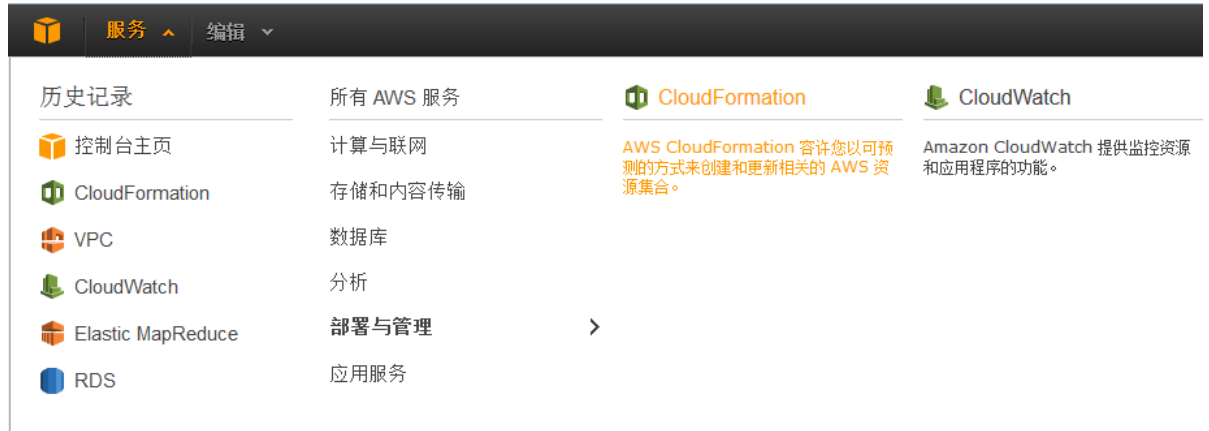 服务 编辑
历史记录
控制台主页
CloudFormation
VPC
CloudWatch
Elastic MapReduce
RDS
所有 AWS 服务
计算与联网
存储和内容传输
数据库
分析
部署与管理
应用服务
CloudFormation
AWS CloudFormation 容许您以可预
测的方式来创建和更新相关的 AWS 资
源集合。
CloudWatch
Amazon CloudWatch 提供监控资源
和应用程序的功能。